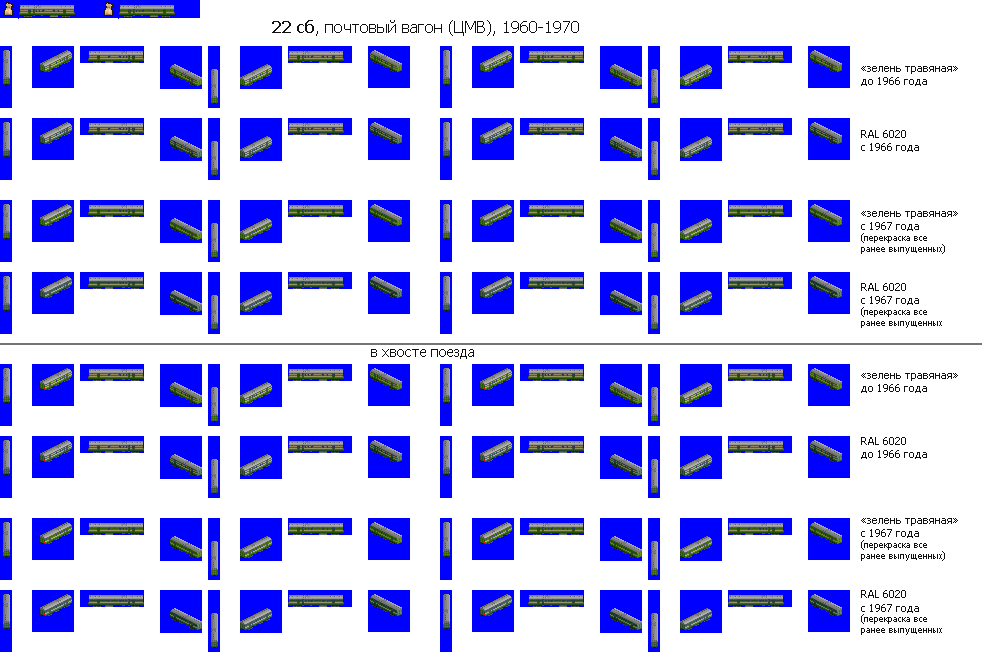 22 сб, почтовый вагон (ЦМВ), 1960-1970
«зелень травяная»
до 1966 года
RAL 6020
с 1966 года
«зелень травяная»
с 1967 года
(перекраска все
ранее выпущенных)
RAL 6020
с 1967 года
(перекраска все
ранее выпущенных
в хвосте поезда
«зелень травяная»
до 1966 года
RAL 6020
до 1966 года
«зелень травяная»
с 1967 года
(перекраска все
ранее выпущенных)
RAL 6020
с 1967 года
(перекраска все
ранее выпущенных